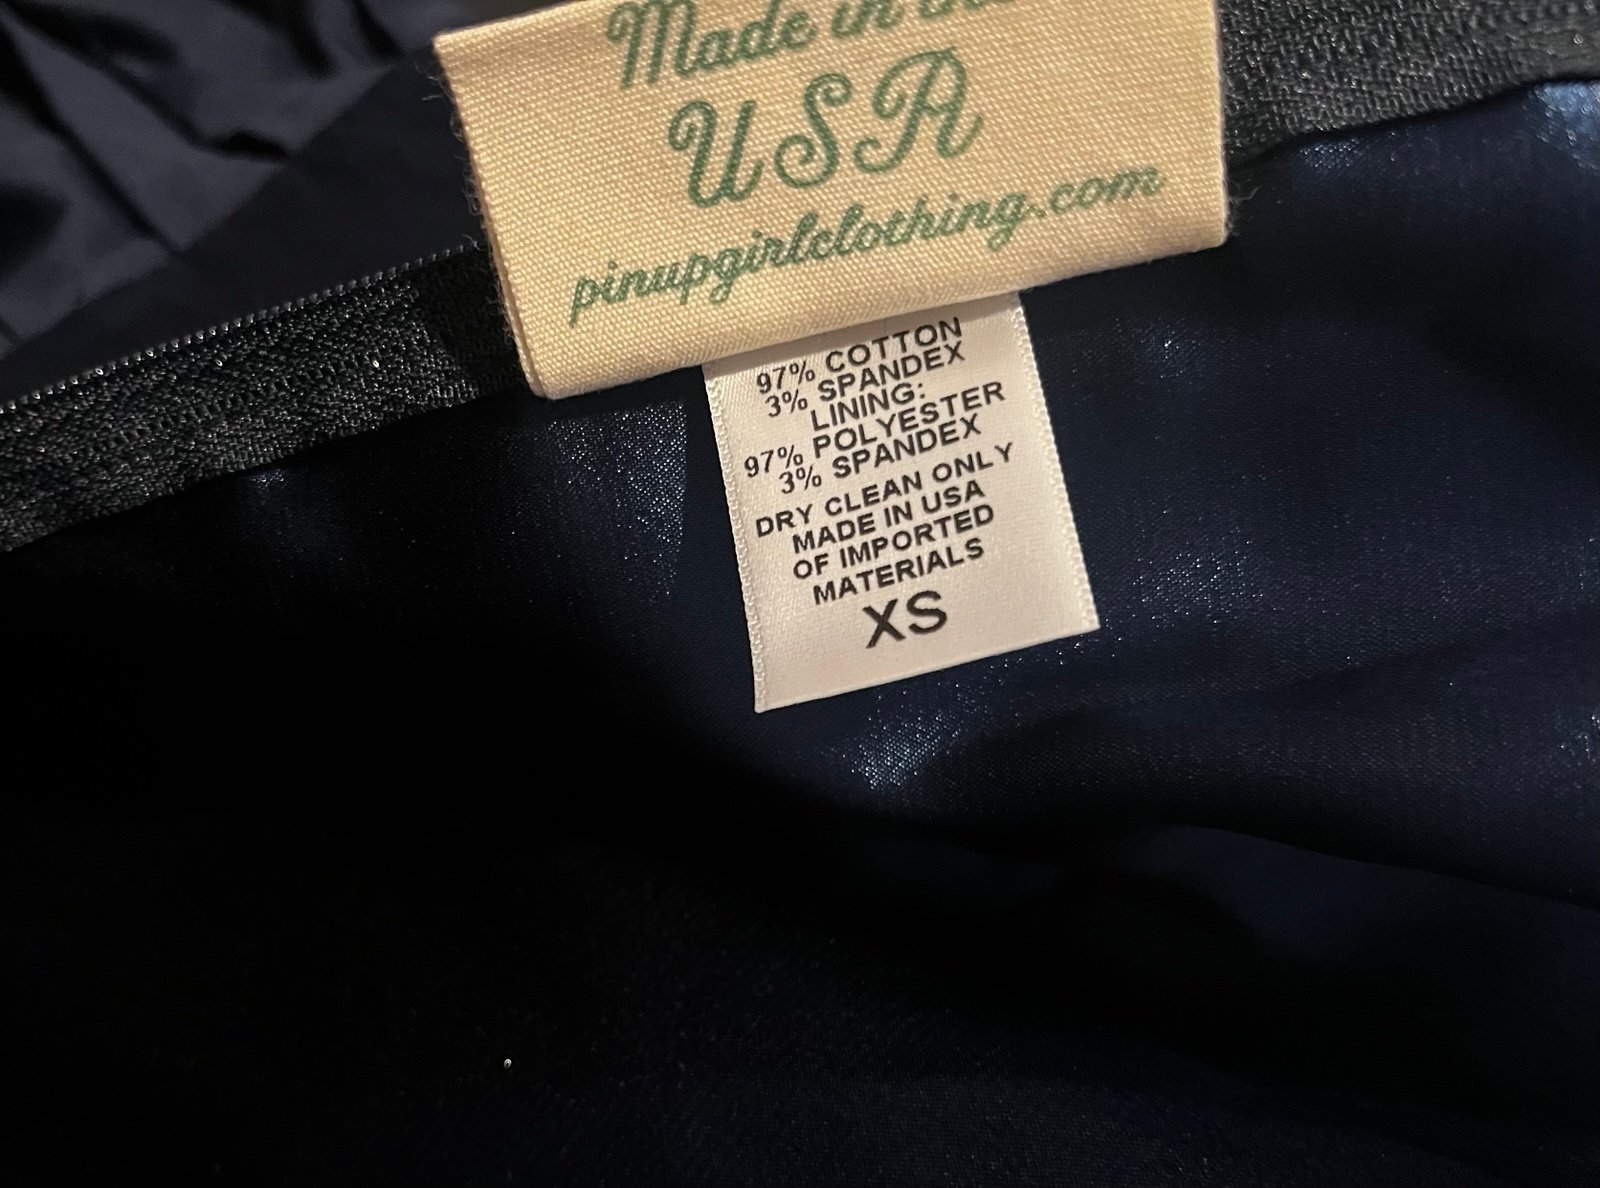 Made in the
USA
pinupgirlclothing.com
97% COTTON
3% SPANDEX
LINING:
97% POLYESTER
3% SPANDEX
DRY CLEAN ONLY
MADE IN USA
OF IMPORTED
MATERIALS
XS